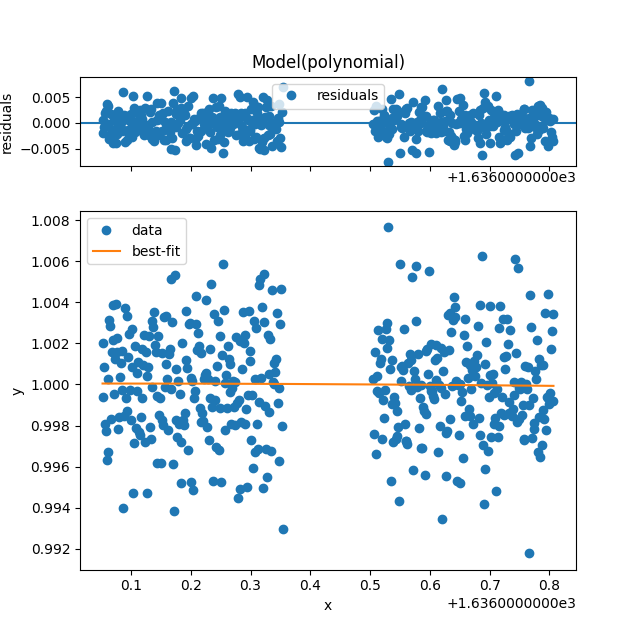 Model(polynomial)
residuals
0.005
0.000
−0.005
residuals
+1.6360000000e3
1.008
1.006
1.004
1.002
1.000
0.998
0.996
0.994
0.992
y
data
best-fit
0.1 0.2 0.3 0.4 0.5 0.6 0.7 0.8
x
+1.6360000000e3